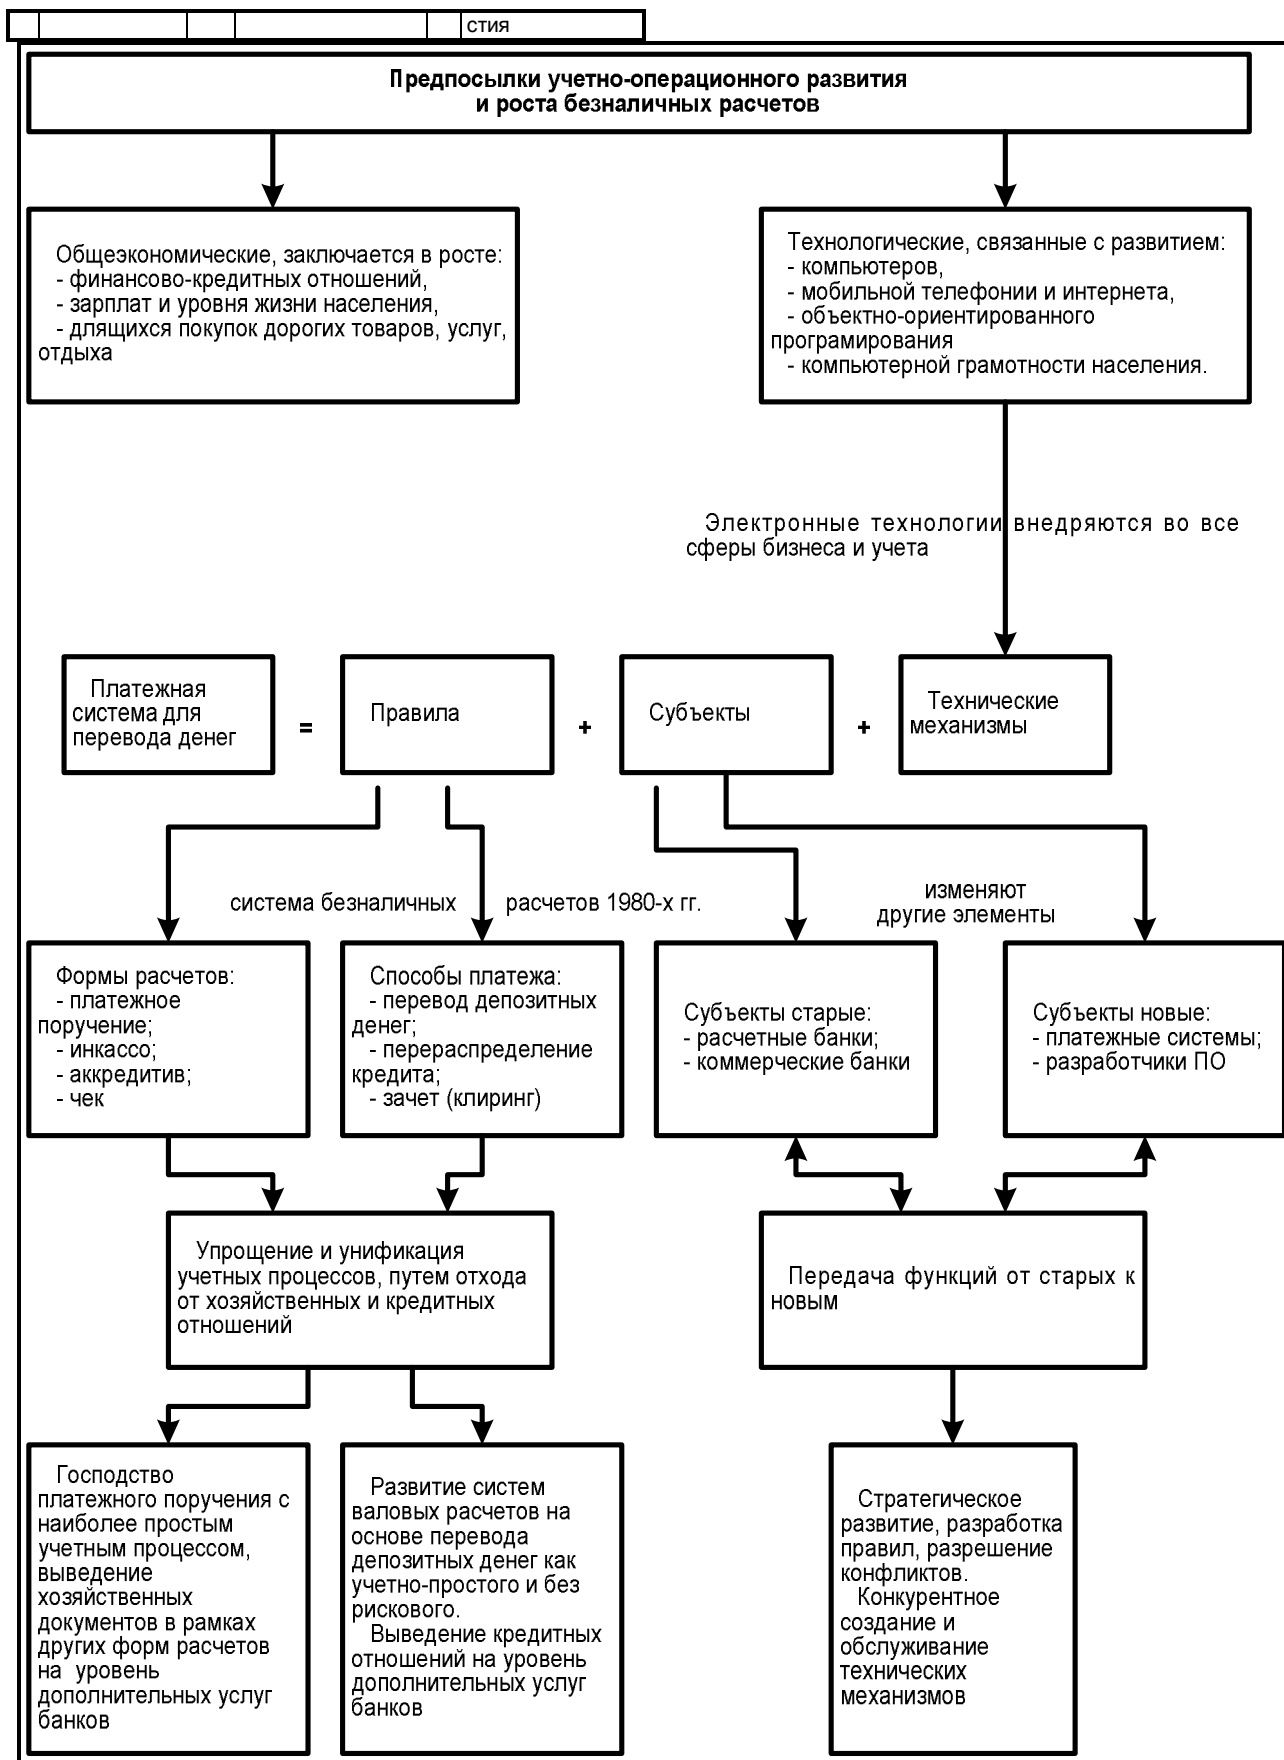 стия
Предпосылки учетно-операционного развития
и роста безналичных расчетов
Общеэкономические, заключается в росте:
- финансово-кредитных отношений,
- зарплат и уровня жизни населения,
- длящихся покупок дорогих товаров, услуг,
отдыха
Технологические, связанные с развитием:
- компьютеров,
- мобильной телефонии и интернета,
- объектно-ориентированного
програмирования
- компьютерной грамотности населения.
Электронные технологии внедряются во все
сферы бизнеса и учета
Платежная
система для
перевода денег
=
Правила
+
Субъекты
+
Технические
механизмы
система безналичных расчетов 1980-х гг.
изменяют
другие элементы
Формы расчетов:
- платежное
поручение;
- инкассо;
- аккредитив;
- чек
Способы платежа:
- перевод депозитных
денег;
- перераспределение
кредита;
- зачет (клиринг)
Субъекты старые:
- расчетные банки;
- коммерческие банки
Субъекты новые:
- платежные системы;
- разработчики ПО
Упрощение и унификация
учетных процессов, путем отхода
от хозяйственных и кредитных
отношений
Передача функций от старых к
новым
Господство
платежного поручения с
наиболее простым
учетным процессом,
выведение
хозяйственных
документов в рамках
других форм расчетов
на уровень
дополнительных услуг
банков
Развитие систем
валовых расчетов на
основе перевода
депозитных денег как
учетно-простого и без
рискового.
Выведение кредитных
отношений на уровень
дополнительных услуг
банков
Стратегическое
развитие, разработка
правил, разрешение
конфликтов.
Конкурентное
создание и
обслуживание
технических
механизмов